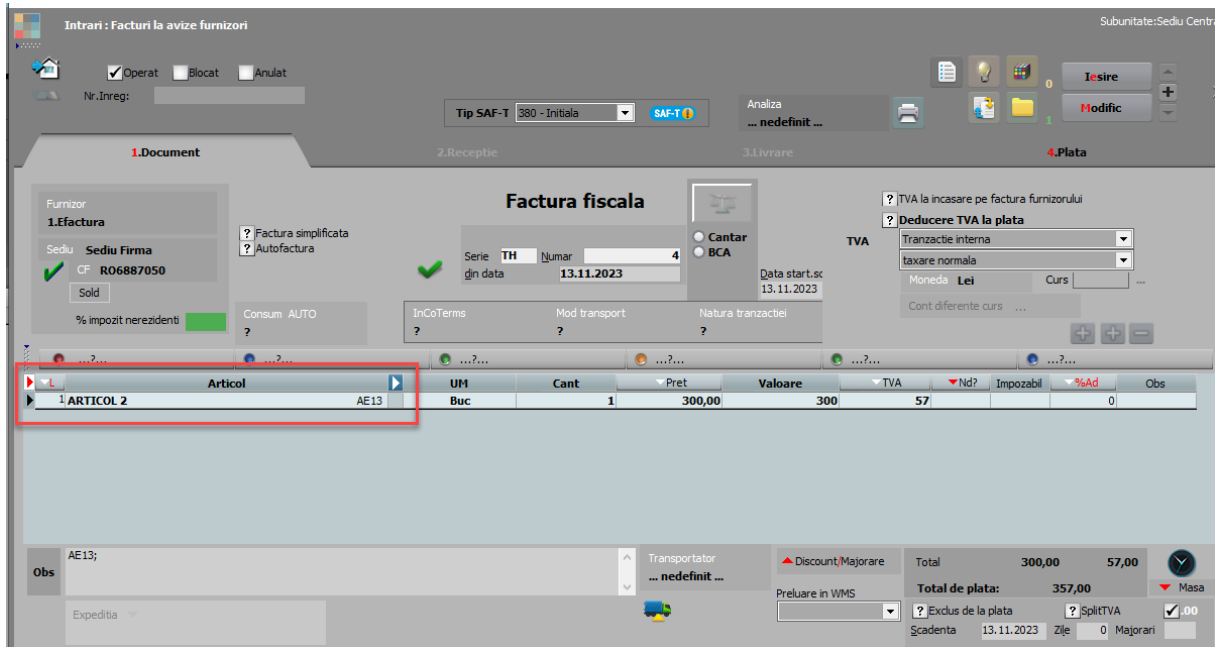 Intrari : Facturi la avize furnizori
Subunitate:Sediu Centra
Operat Blocat Anulat
Nr.Inreg:
Tip SAF-T 380 - Initiala SAF-T
Analiza
... nedefinit ...
0
1
Iesire
Modific
1.Document 2.Receptie 3.Livrare 4.Plata
Furnizor
1.Efactura
Sediu Sediu Firma
CF RO6887050
Sold
% impozit nerezidenti
? Factura simplificata
? Autofactura
Consum AUTO
?
Factura fiscala
Serie TH Numar 4
din data 13.11.2023
Cantar
BCA
Data start.sc
13.11.2023
InCoTerms Mod transport Natura tranzactiei
? ? ?
? TVA la incasare pe factura furnizorului
? Deducere TVA la plata
TVA Tranzactie interna
taxare normala
Moneda Lei Curs ...
Cont diferente curs ...
...?... ...?... ...?... ...?... ...?... ...?...
L Articol UM Cant Pret Valoare TVA Nd? Impozabil %Ad Obs
1 ARTICOL 2 AE13 Buc 1 300,00 300 57 0
Obs AE13;
Expeditia
Transportator
... nedefinit ...
Discount/Majorare
Preluare in WMS
Total 300,00 57,00
Total de plata: 357,00
Masa
? Exclus de la plata ? SplitTVA .00
Scadenta 13.11.2023 Zile 0 Majorari